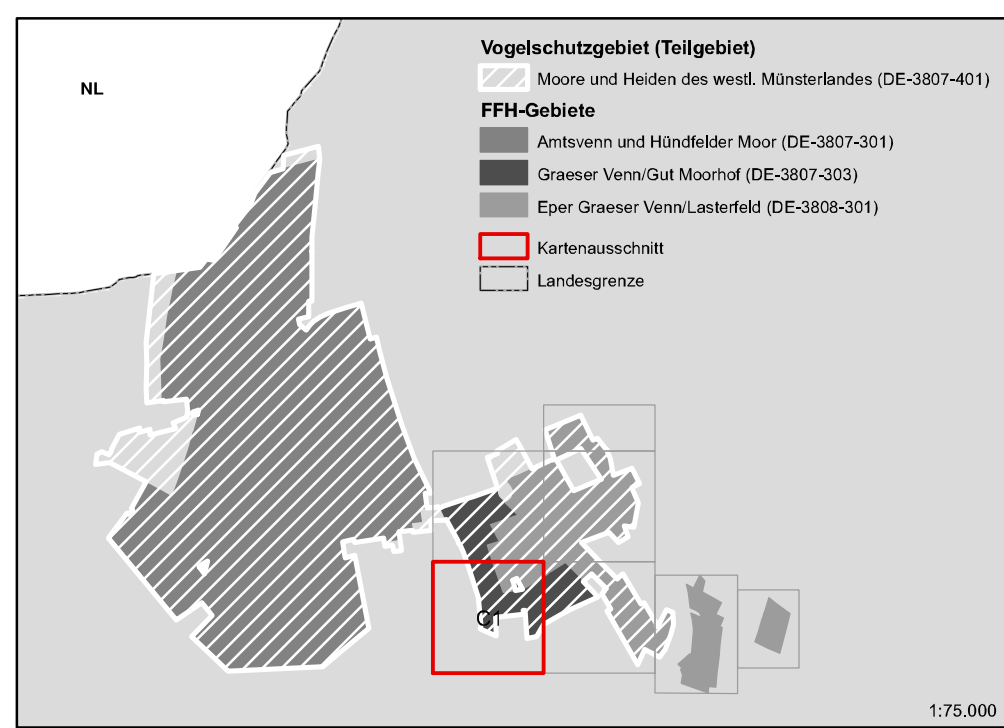 NL
Vogelschutzgebiet (Teilgebiet)
Moore und Heiden des westl. Münsterlandes (DE-3807-401)
FFH-Gebiete
Amtsvenn und Hündfelder Moor (DE-3807-301)
Graeser Venn/Gut Moorhof (DE-3807-303)
Eper Graeser Venn/Lasterfeld (DE-3808-301)
Kartenausschnitt
Landesgrenze
C1
1:75.000